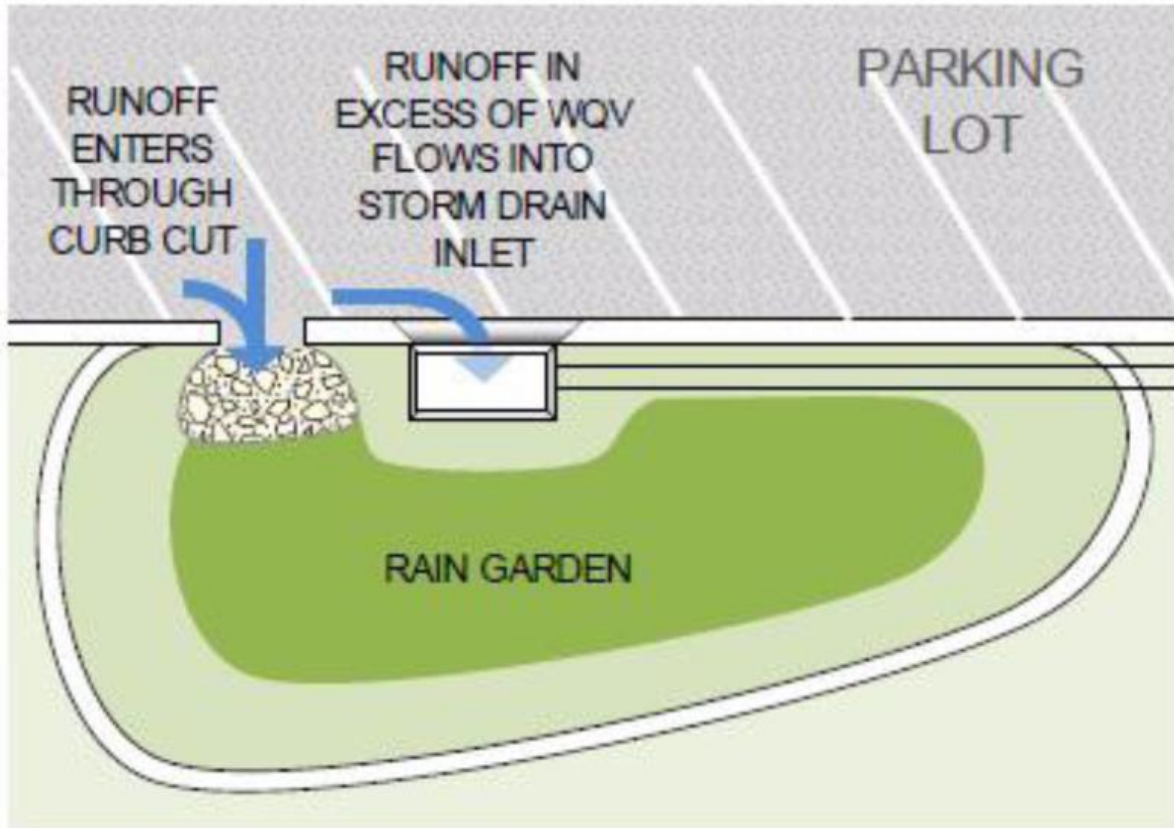 RUNOFF
ENTERS
THROUGH
CURB CUT
RUNOFF IN
EXCESS OF WQV
FLOWS INTO
STORM DRAIN
INLET
PARKING
LOT
RAIN GARDEN